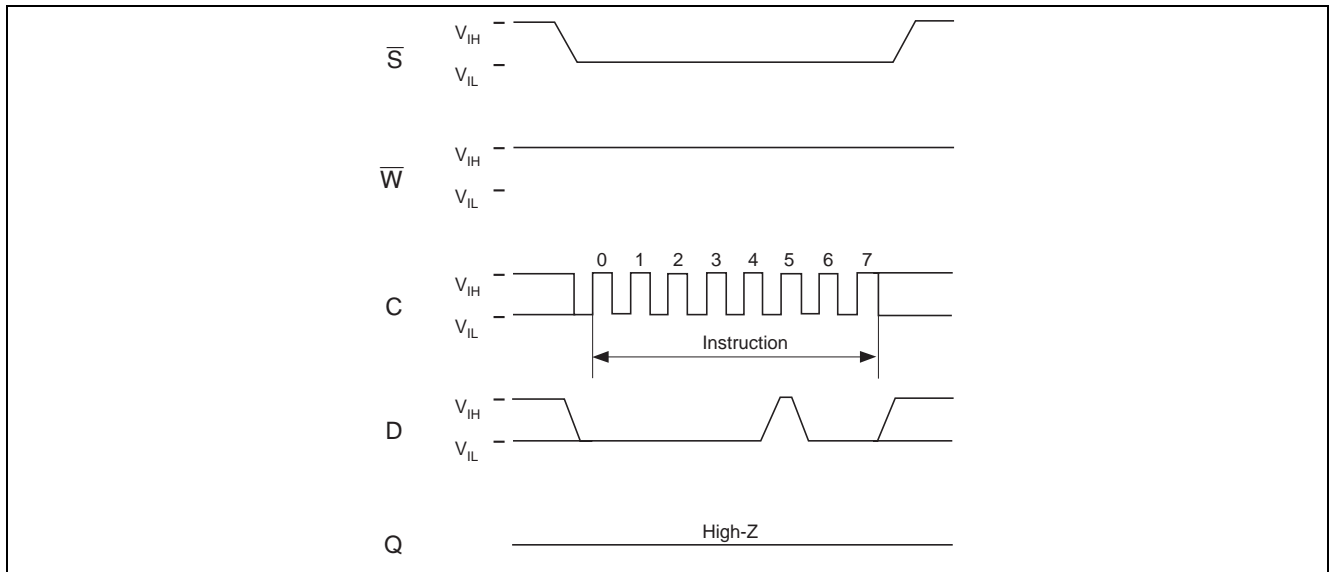 V_IH
S̅
V_IL
V_IH
W̅
V_IL
0 1 2 3 4 5 6 7
V_IH
C
V_IL
Instruction
V_IH
D
V_IL
High-Z
Q